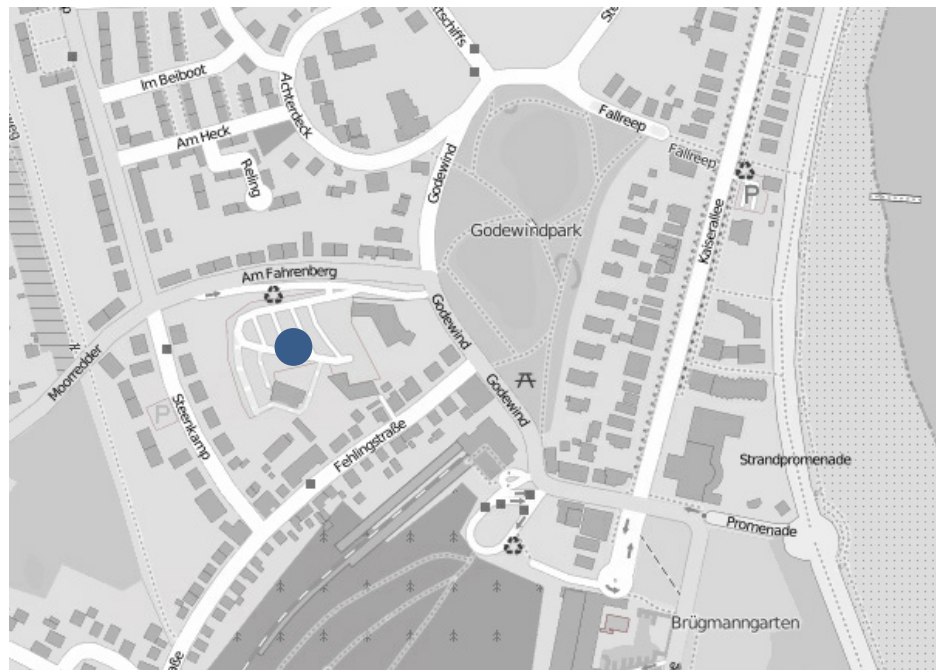 Im Beiboot
Achterdeck
Am Heck
Reling
Godewind
Fallreep
Fallreep
P
Kaiserallee
Godewindpark
Am Fahrenberg
Godewind
Godewind
Moorredder
Steenkamp
P
Fehlingstraße
Strandpromenade
Promenade
Brügmanngarten